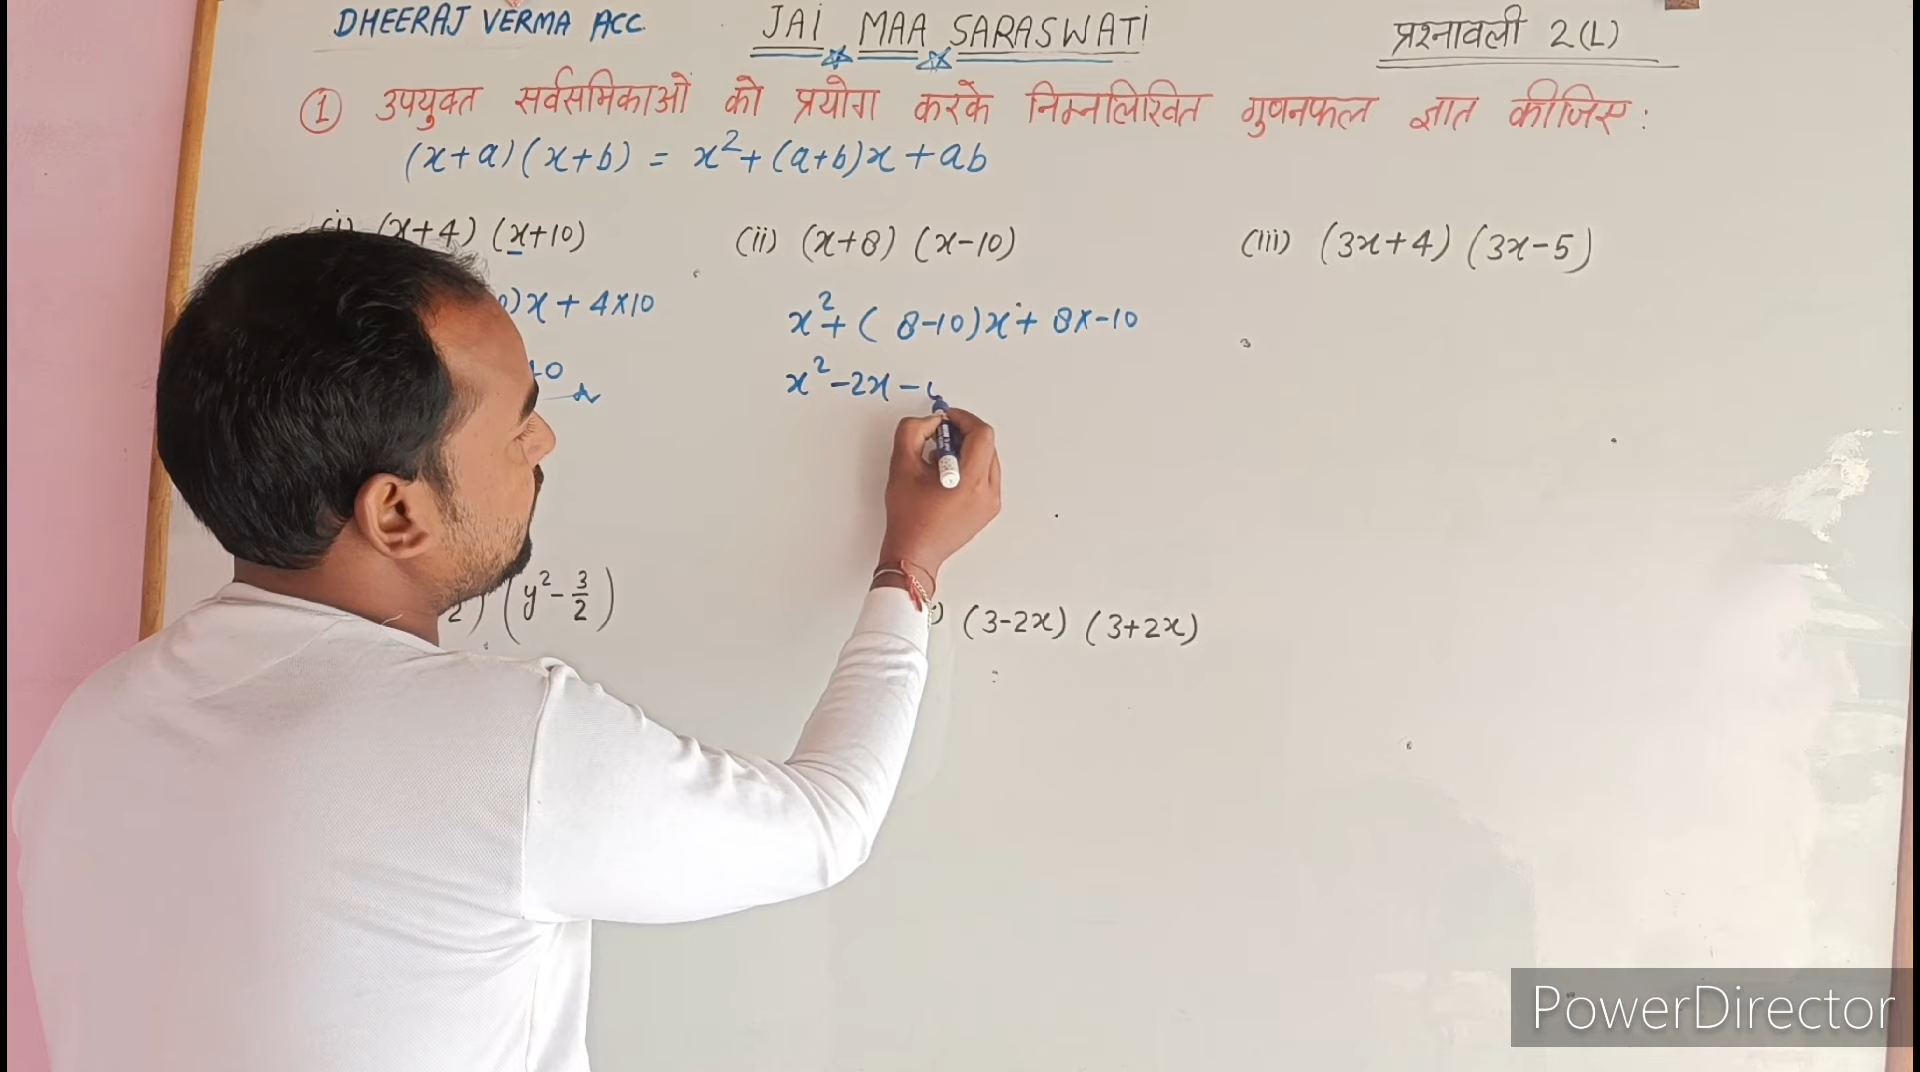 DHEERAJ VERMA ACC.
JAI MAA SARASWATI
प्रश्नावली 2(L)
① उपयुक्त सर्वसमिकाओं को प्रयोग करके निम्नलिखित गुणनफल ज्ञात कीजिए :
(x+a)(x+b) = x²+(a+b)x+ab
(i) (x+4) (x+10)
)x + 4×10
(ii) (x+8) (x-10)
x²+( 8-10)x+ 8×-10
x²-2x-
(iii) (3x+4) (3x-5)
(y²-3/2)
(3-2x) (3+2x)
PowerDirector